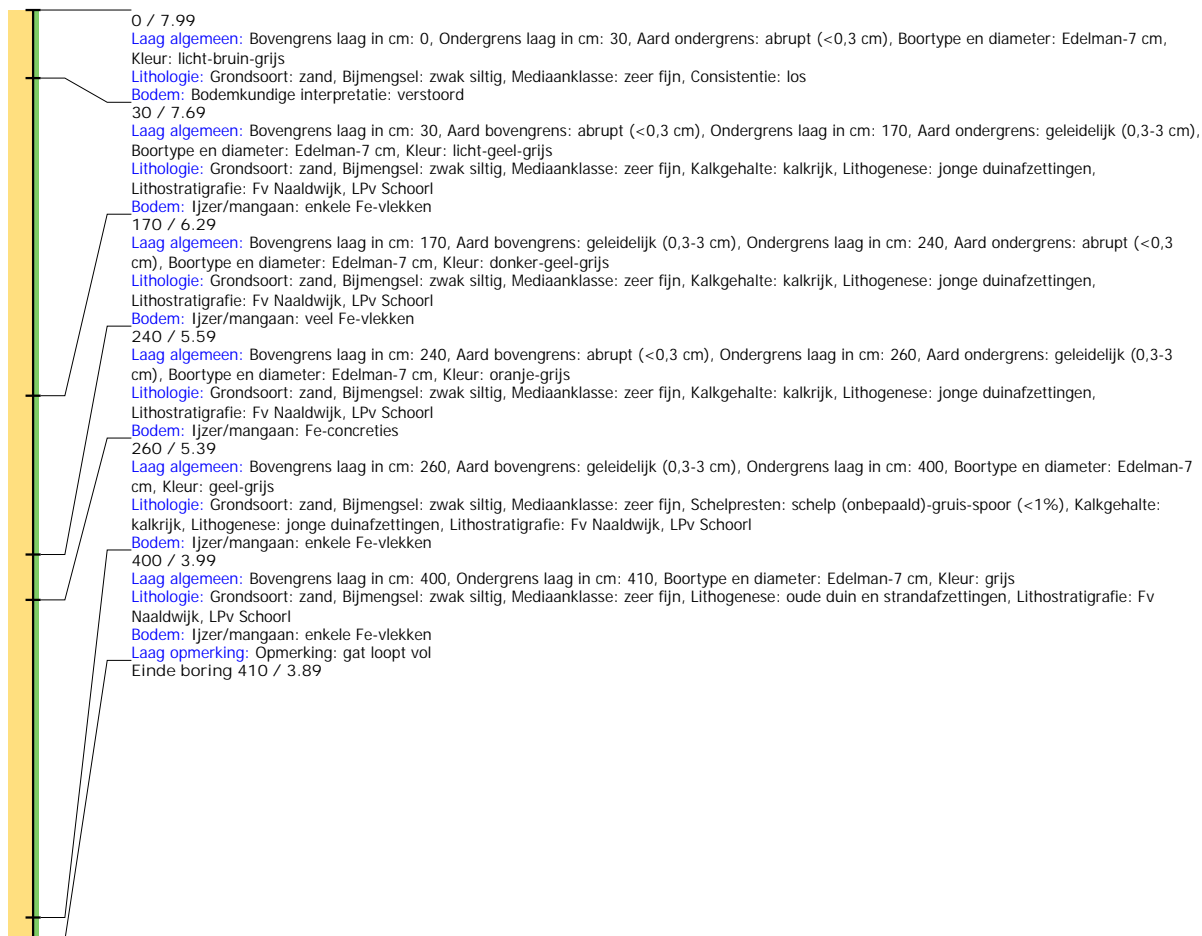 0 / 7.99
Laag algemeen: Bovengrens laag in cm: 0, Ondergrens laag in cm: 30, Aard ondergrens: abrupt (<0,3 cm), Boortype en diameter: Edelman-7 cm,
Kleur: licht-bruin-grijs
Lithologie: Grondsoort: zand, Bijmengsel: zwak siltig, Mediaanklasse: zeer fijn, Consistentie: los
Bodem: Bodemkundige interpretatie: verstoord
30 / 7.69
Laag algemeen: Bovengrens laag in cm: 30, Aard bovengrens: abrupt (<0,3 cm), Ondergrens laag in cm: 170, Aard ondergrens: geleidelijk (0,3-3 cm),
Boortype en diameter: Edelman-7 cm, Kleur: licht-geel-grijs
Lithologie: Grondsoort: zand, Bijmengsel: zwak siltig, Mediaanklasse: zeer fijn, Kalkgehalte: kalkrijk, Lithogenese: jonge duinafzettingen,
Lithostratigrafie: Fv Naaldwijk, LPv Schoorl
Bodem: Ijzer/mangaan: enkele Fe-vlekken
170 / 6.29
Laag algemeen: Bovengrens laag in cm: 170, Aard bovengrens: geleidelijk (0,3-3 cm), Ondergrens laag in cm: 240, Aard ondergrens: abrupt (<0,3
cm), Boortype en diameter: Edelman-7 cm, Kleur: donker-geel-grijs
Lithologie: Grondsoort: zand, Bijmengsel: zwak siltig, Mediaanklasse: zeer fijn, Kalkgehalte: kalkrijk, Lithogenese: jonge duinafzettingen,
Lithostratigrafie: Fv Naaldwijk, LPv Schoorl
Bodem: Ijzer/mangaan: veel Fe-vlekken
240 / 5.59
Laag algemeen: Bovengrens laag in cm: 240, Aard bovengrens: abrupt (<0,3 cm), Ondergrens laag in cm: 260, Aard ondergrens: geleidelijk (0,3-3
cm), Boortype en diameter: Edelman-7 cm, Kleur: oranje-grijs
Lithologie: Grondsoort: zand, Bijmengsel: zwak siltig, Mediaanklasse: zeer fijn, Kalkgehalte: kalkrijk, Lithogenese: jonge duinafzettingen,
Lithostratigrafie: Fv Naaldwijk, LPv Schoorl
Bodem: Ijzer/mangaan: Fe-concreties
260 / 5.39
Laag algemeen: Bovengrens laag in cm: 260, Aard bovengrens: geleidelijk (0,3-3 cm), Ondergrens laag in cm: 400, Boortype en diameter: Edelman-7
cm, Kleur: geel-grijs
Lithologie: Grondsoort: zand, Bijmengsel: zwak siltig, Mediaanklasse: zeer fijn, Schelpresten: schelp (onbepaald)-gruis-spoor (<1%), Kalkgehalte:
kalkrijk, Lithogenese: jonge duinafzettingen, Lithostratigrafie: Fv Naaldwijk, LPv Schoorl
Bodem: Ijzer/mangaan: enkele Fe-vlekken
400 / 3.99
Laag algemeen: Bovengrens laag in cm: 400, Ondergrens laag in cm: 410, Boortype en diameter: Edelman-7 cm, Kleur: grijs
Lithologie: Grondsoort: zand, Bijmengsel: zwak siltig, Mediaanklasse: zeer fijn, Lithogenese: oude duin en strandafzettingen, Lithostratigrafie: Fv
Naaldwijk, LPv Schoorl
Bodem: Ijzer/mangaan: enkele Fe-vlekken
Laag opmerking: Opmerking: gat loopt vol
Einde boring 410 / 3.89